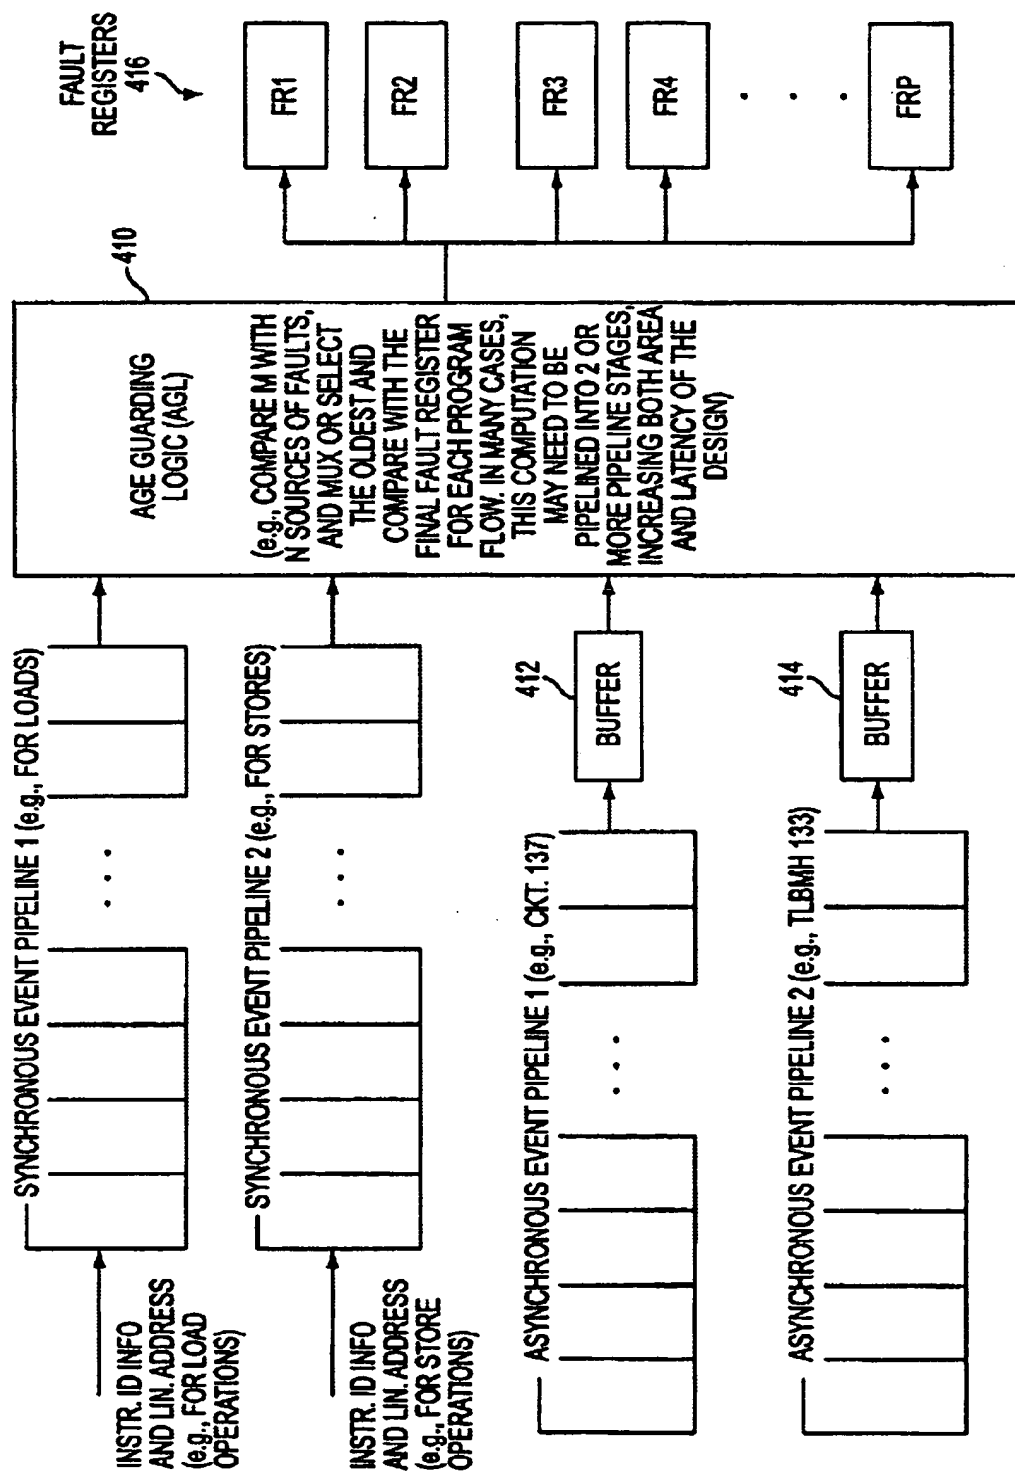 INSTR. ID INFO
AND LIN. ADDRESS
(e.g., FOR LOAD
OPERATIONS)
SYNCHRONOUS EVENT PIPELINE 1 (e.g., FOR LOADS)
INSTR. ID INFO
AND LIN. ADDRESS
(e.g., FOR STORE
OPERATIONS)
SYNCHRONOUS EVENT PIPELINE 2 (e.g., FOR STORES)
ASYNCHRONOUS EVENT PIPELINE 1 (e.g., CKT. 137)
412
BUFFER
ASYNCHRONOUS EVENT PIPELINE 2 (e.g., TLBMH 133)
414
BUFFER
410
AGE GUARDING
LOGIC (AGL)
(e.g., COMPARE M WITH
N SOURCES OF FAULTS,
AND MUX OR SELECT
THE OLDEST AND
COMPARE WITH THE
FINAL FAULT REGISTER
FOR EACH PROGRAM
FLOW. IN MANY CASES,
THIS COMPUTATION
MAY NEED TO BE
PIPELINED INTO 2 OR
MORE PIPELINE STAGES,
INCREASING BOTH AREA
AND LATENCY OF THE
DESIGN)
FAULT
REGISTERS
416
FR1
FR2
FR3
FR4
FRP